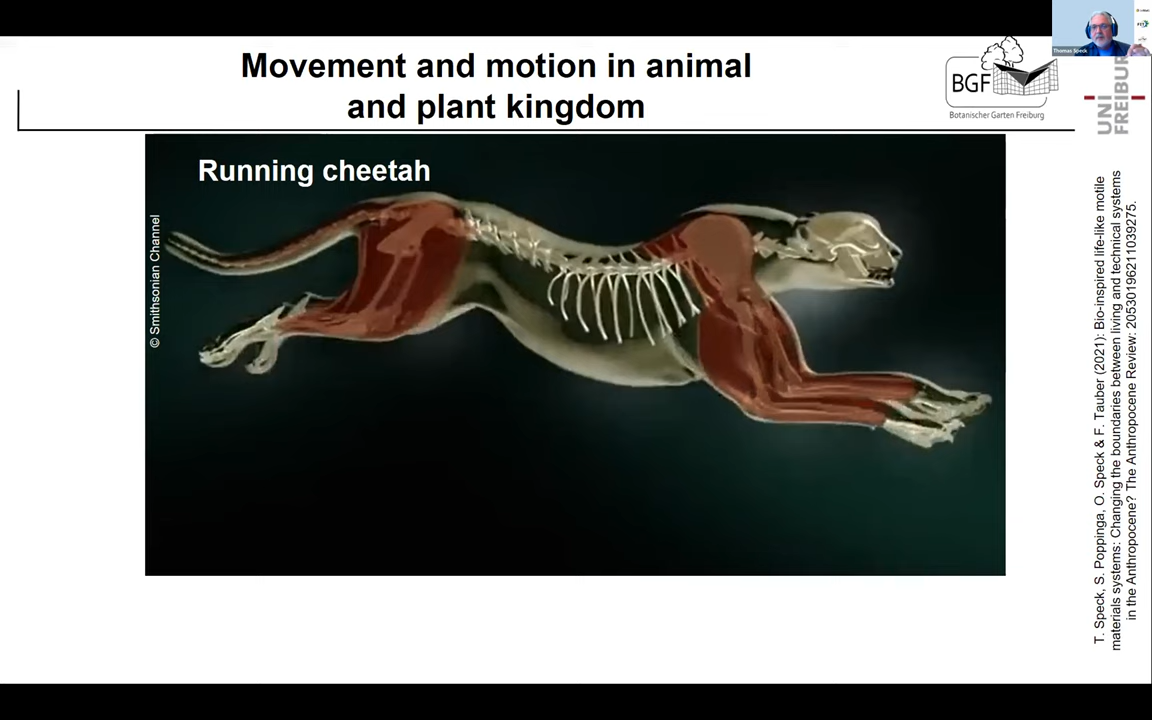 Movement and motion in animal
and plant kingdom
BGF
Botanischer Garten Freiburg
UNI
FREIBURG
Thomas Speck
Running cheetah
© Smithsonian Channel
T. Speck, S. Poppinga, O. Speck & F. Tauber (2021): Bio-inspired life-like motile
materials systems: Changing the boundaries between living and technical systems
in the Anthropocene? The Anthropocene Review: 20530196211039275.